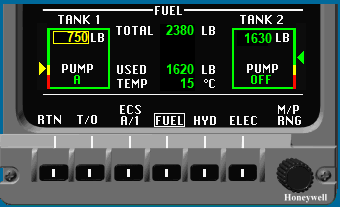 FUEL
TANK 1
TANK 2
750 LB
TOTAL 2380 LB
1630 LB
PUMP
A
USED 1620 LB
TEMP 15 °C
PUMP
OFF
RTN T/O ECS A/1 FUEL HYD ELEC M/P RNG
Honeywell